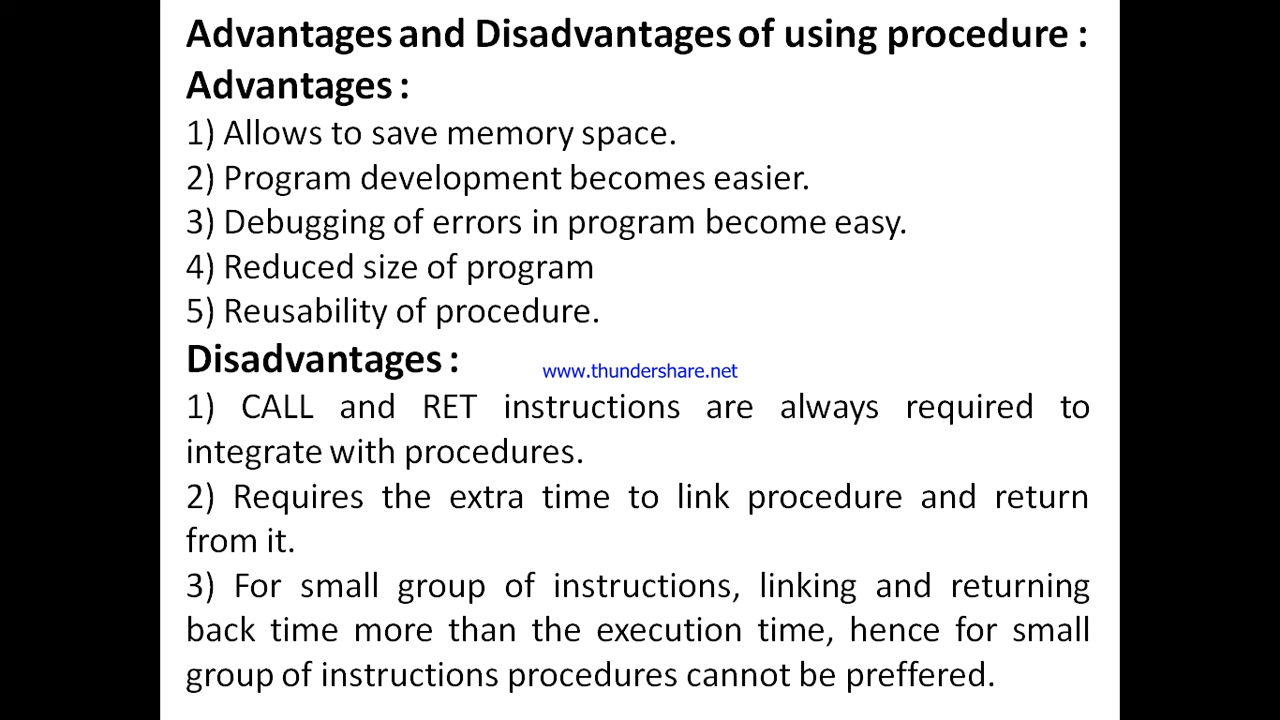 Advantages and Disadvantages of using procedure :
Advantages :
1) Allows to save memory space.
2) Program development becomes easier.
3) Debugging of errors in program become easy.
4) Reduced size of program
5) Reusability of procedure.
Disadvantages :
www.thundershare.net
1) CALL and RET instructions are always required to
integrate with procedures.
2) Requires the extra time to link procedure and return
from it.
3) For small group of instructions, linking and returning
back time more than the execution time, hence for small
group of instructions procedures cannot be preffered.